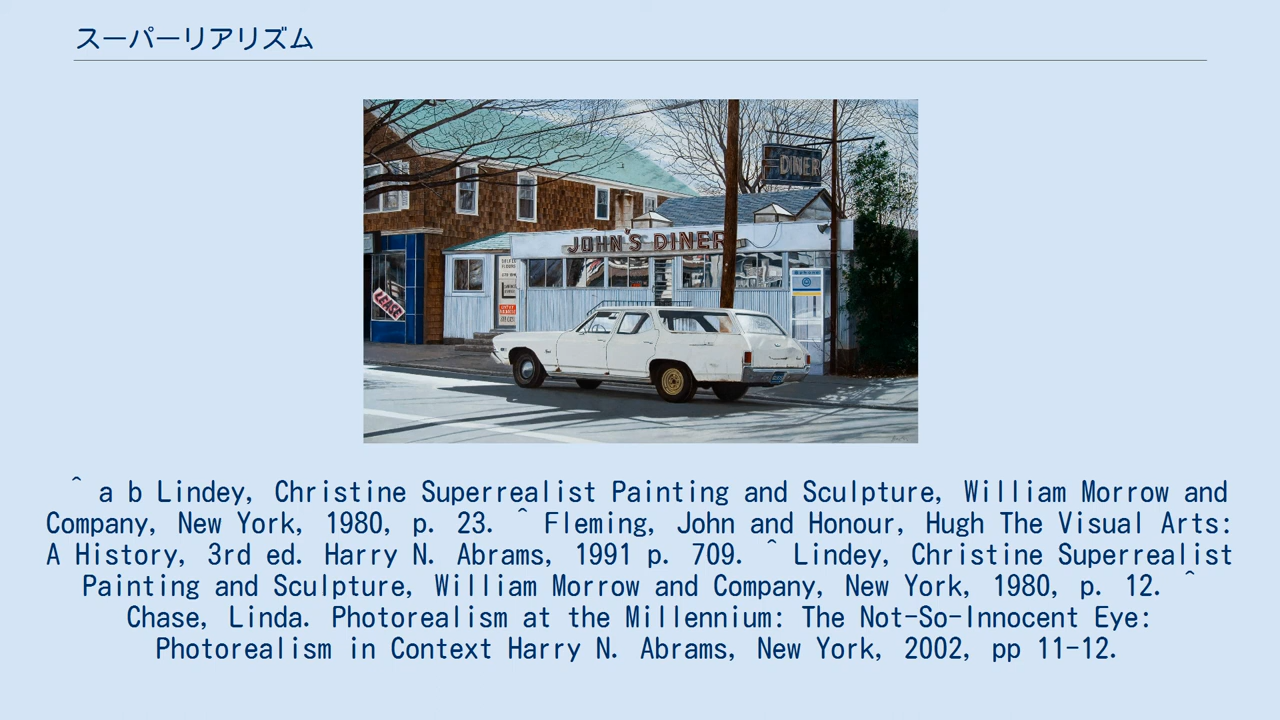 スーパーリアリズム
DINER
JOHN'S DINER
LEASE
^ a b Lindey, Christine Superrealist Painting and Sculpture, William Morrow and
Company, New York, 1980, p. 23. ^ Fleming, John and Honour, Hugh The Visual Arts:
A History, 3rd ed. Harry N. Abrams, 1991 p. 709. ^ Lindey, Christine Superrealist
Painting and Sculpture, William Morrow and Company, New York, 1980, p. 12. ^
Chase, Linda. Photorealism at the Millennium: The Not-So-Innocent Eye:
Photorealism in Context Harry N. Abrams, New York, 2002, pp 11-12.